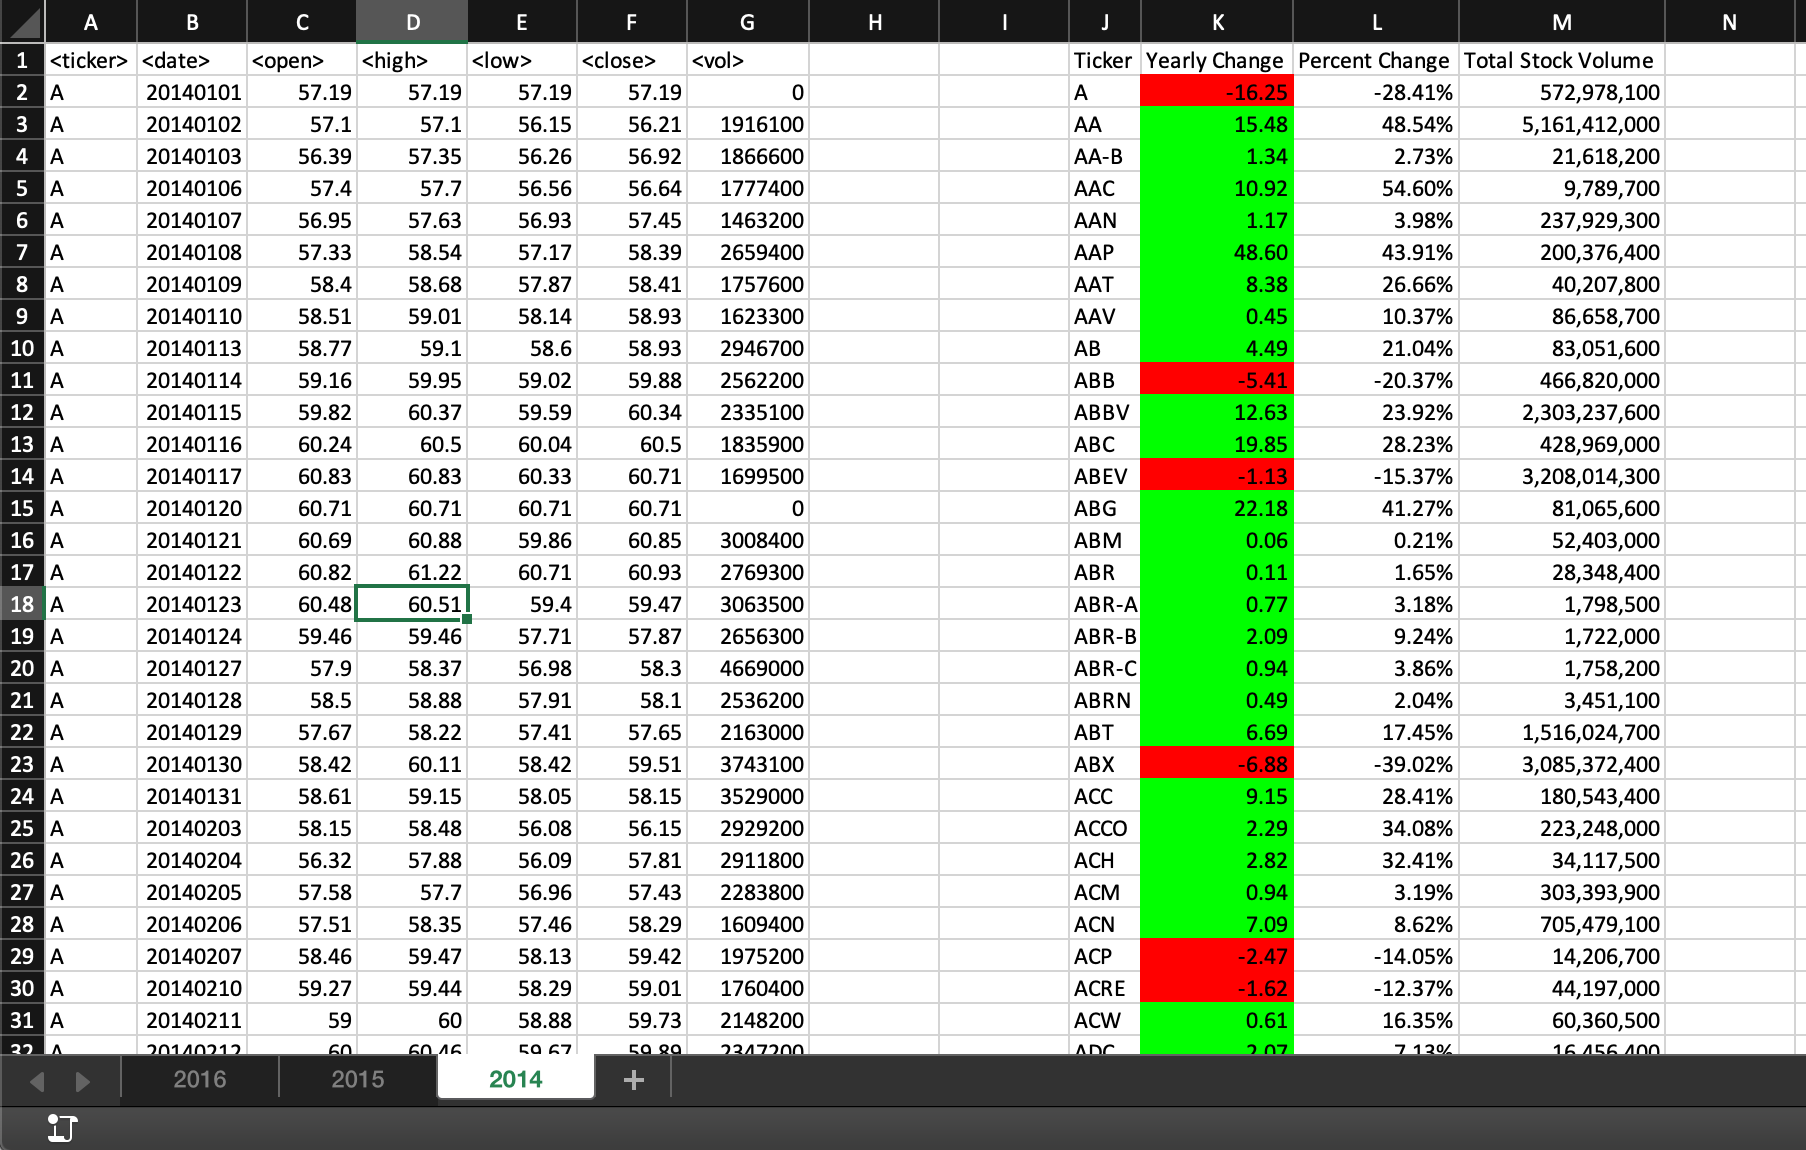 A B C D E F G H I J K L M N
1 <ticker> <date> <open> <high> <low> <close> <vol> Ticker Yearly Change Percent Change Total Stock Volume
2 A 20140101 57.19 57.19 57.19 57.19 0 A -16.25 -28.41% 572,978,100
3 A 20140102 57.1 57.1 56.15 56.21 1916100 AA 15.48 48.54% 5,161,412,000
4 A 20140103 56.39 57.35 56.26 56.92 1866600 AA-B 1.34 2.73% 21,618,200
5 A 20140106 57.4 57.7 56.56 56.64 1777400 AAC 10.92 54.60% 9,789,700
6 A 20140107 56.95 57.63 56.93 57.45 1463200 AAN 1.17 3.98% 237,929,300
7 A 20140108 57.33 58.54 57.17 58.39 2659400 AAP 48.60 43.91% 200,376,400
8 A 20140109 58.4 58.68 57.87 58.41 1757600 AAT 8.38 26.66% 40,207,800
9 A 20140110 58.51 59.01 58.14 58.93 1623300 AAV 0.45 10.37% 86,658,700
10 A 20140113 58.77 59.1 58.6 58.93 2946700 AB 4.49 21.04% 83,051,600
11 A 20140114 59.16 59.95 59.02 59.88 2562200 ABB -5.41 -20.37% 466,820,000
12 A 20140115 59.82 60.37 59.59 60.34 2335100 ABBV 12.63 23.92% 2,303,237,600
13 A 20140116 60.24 60.5 60.04 60.5 1835900 ABC 19.85 28.23% 428,969,000
14 A 20140117 60.83 60.83 60.33 60.71 1699500 ABEV -1.13 -15.37% 3,208,014,300
15 A 20140120 60.71 60.71 60.71 60.71 0 ABG 22.18 41.27% 81,065,600
16 A 20140121 60.69 60.88 59.86 60.85 3008400 ABM 0.06 0.21% 52,403,000
17 A 20140122 60.82 61.22 60.71 60.93 2769300 ABR 0.11 1.65% 28,348,400
18 A 20140123 60.48 60.51 59.4 59.47 3063500 ABR-A 0.77 3.18% 1,798,500
19 A 20140124 59.46 59.46 57.71 57.87 2656300 ABR-B 2.09 9.24% 1,722,000
20 A 20140127 57.9 58.37 56.98 58.3 4669000 ABR-C 0.94 3.86% 1,758,200
21 A 20140128 58.5 58.88 57.91 58.1 2536200 ABRN 0.49 2.04% 3,451,100
22 A 20140129 57.67 58.22 57.41 57.65 2163000 ABT 6.69 17.45% 1,516,024,700
23 A 20140130 58.42 60.11 58.42 59.51 3743100 ABX -6.88 -39.02% 3,085,372,400
24 A 20140131 58.61 59.15 58.05 58.15 3529000 ACC 9.15 28.41% 180,543,400
25 A 20140203 58.15 58.48 56.08 56.15 2929200 ACCO 2.29 34.08% 223,248,000
26 A 20140204 56.32 57.88 56.09 57.81 2911800 ACH 2.82 32.41% 34,117,500
27 A 20140205 57.58 57.7 56.96 57.43 2283800 ACM 0.94 3.19% 303,393,900
28 A 20140206 57.51 58.35 57.46 58.29 1609400 ACN 7.09 8.62% 705,479,100
29 A 20140207 58.46 59.47 58.13 59.42 1975200 ACP -2.47 -14.05% 14,206,700
30 A 20140210 59.27 59.44 58.29 59.01 1760400 ACRE -1.62 -12.37% 44,197,000
31 A 20140211 59 60 58.88 59.73 2148200 ACW 0.61 16.35% 60,360,500
32 A 20140212 60 60.46 59.67 59.89 2347200 ADC 2.07 7.13% 16,456,400
2016 2015 2014 +